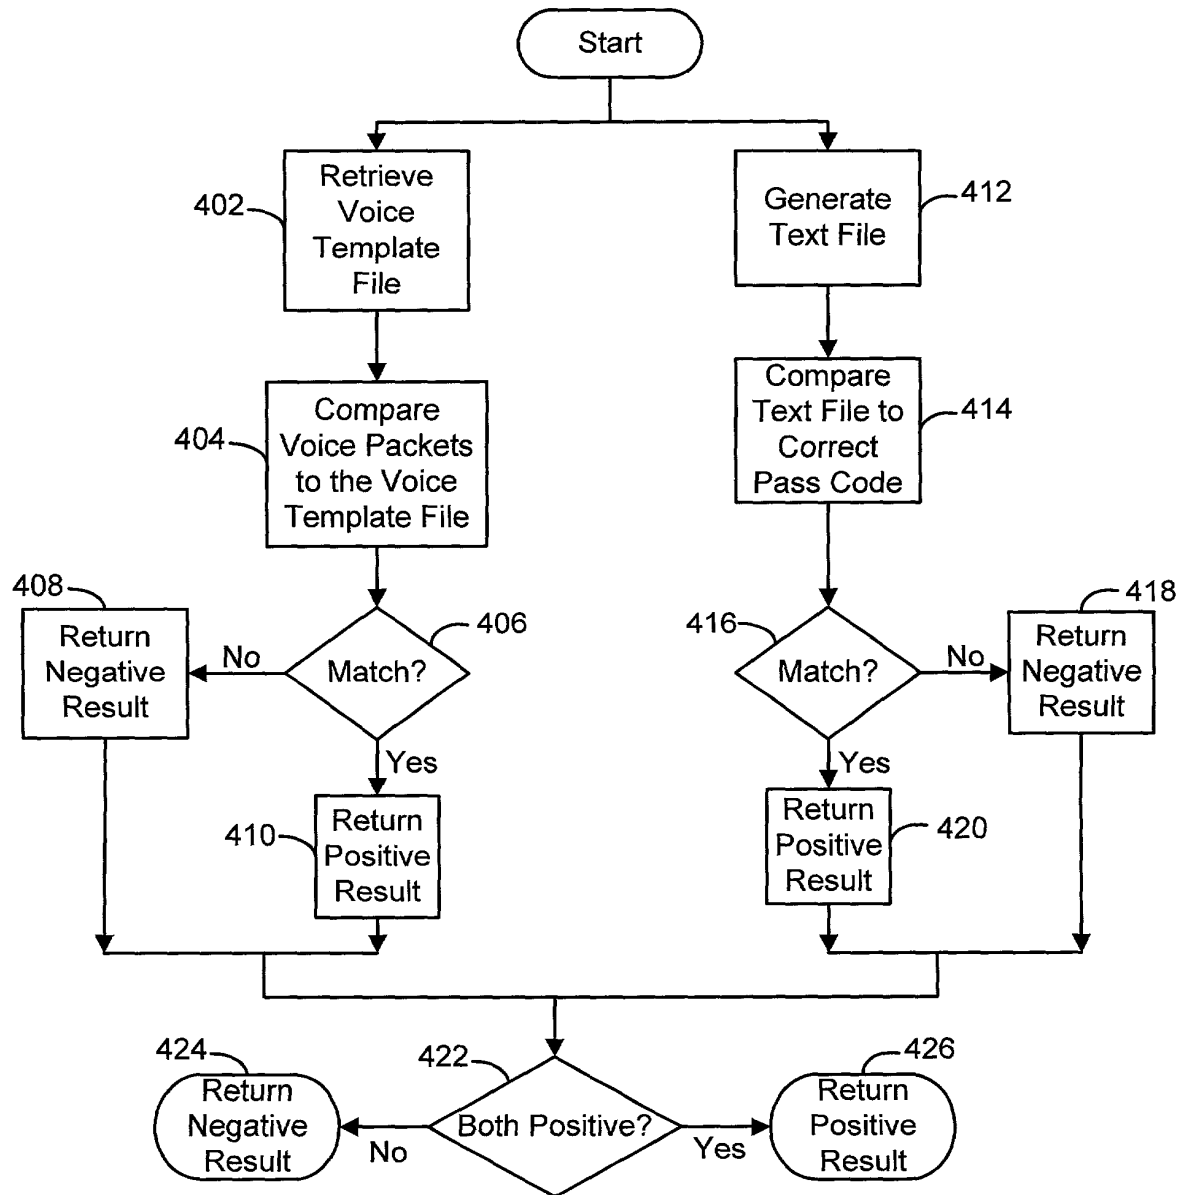 Start
402
Retrieve
Voice
Template
File
Generate
Text File
412
404
Compare
Voice Packets
to the Voice
Template File
Compare
Text File to
Correct
Pass Code
414
408
Return
Negative
Result
No
Match?
406
Yes
410
Return
Positive
Result
416
Match?
No
418
Return
Negative
Result
Yes
Return
Positive
Result
420
424
Return
Negative
Result
No
422
Both Positive?
Yes
426
Return
Positive
Result